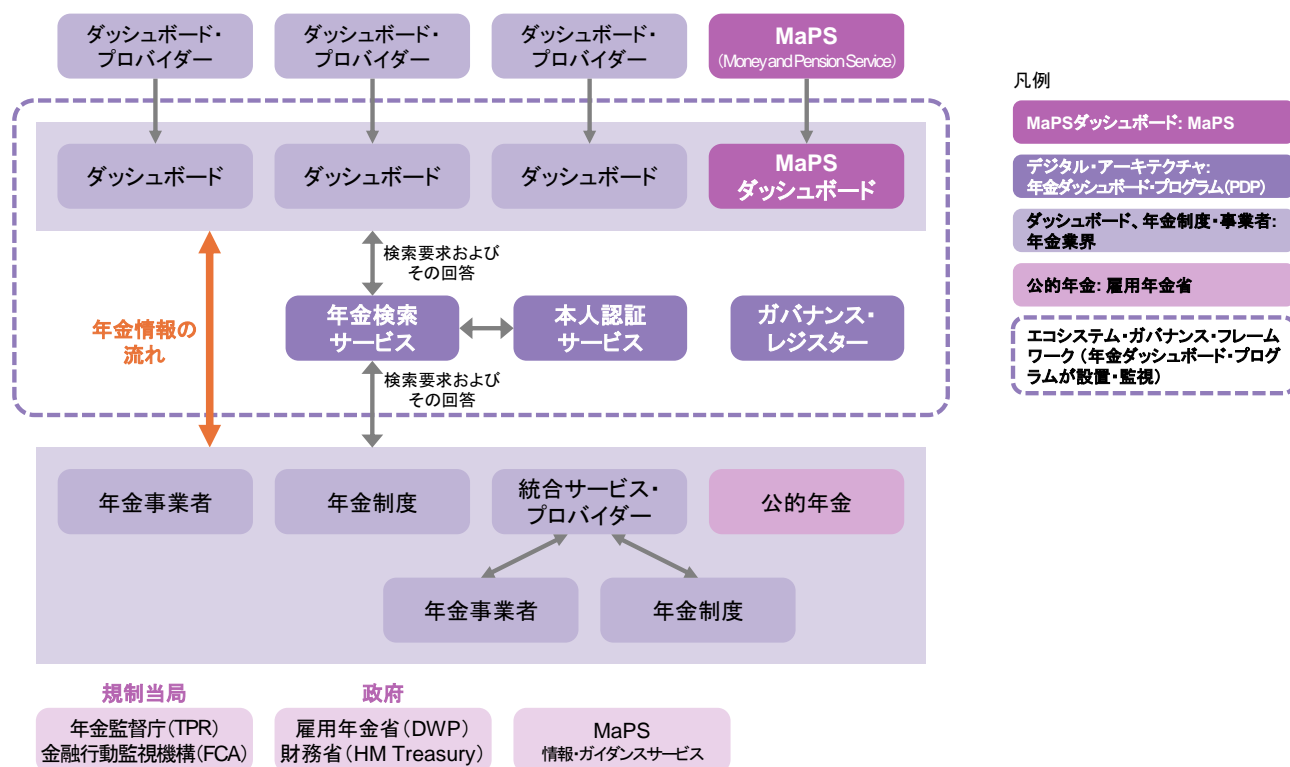 ダッシュボード・
プロバイダー
ダッシュボード・
プロバイダー
ダッシュボード・
プロバイダー
MaPS
(Money and Pension Service)
ダッシュボード
ダッシュボード
ダッシュボード
MaPS
ダッシュボード
検索要求および
その回答
年金情報の
流れ
年金検索
サービス
本人認証
サービス
ガバナンス・
レジスター
検索要求および
その回答
年金事業者
年金制度
統合サービス・
プロバイダー
公的年金
年金事業者
年金制度
規制当局
年金監督庁(TPR)
金融行動監視機構(FCA)
政府
雇用年金省(DWP)
財務省(HM Treasury)
MaPS
情報・ガイダンスサービス
凡例
MaPSダッシュボード: MaPS
デジタル・アーキテクチャ:
年金ダッシュボード・プログラム(PDP)
ダッシュボード、年金制度・事業者:
年金業界
公的年金: 雇用年金省
エコシステム・ガバナンス・フレーム
ワーク (年金ダッシュボード・プログ
ラムが設置・監視)